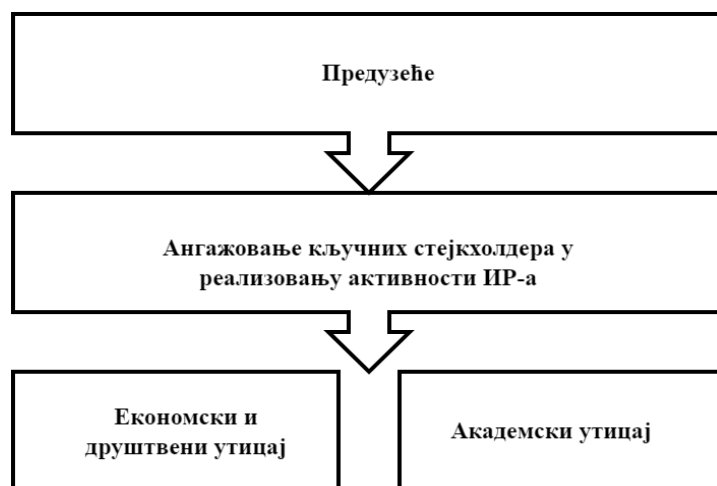 Предузеће
Ангажовање кључних стејкхолдера у
реализовању активности ИР-а
Економски и
друштвени утицај
Академски утицај